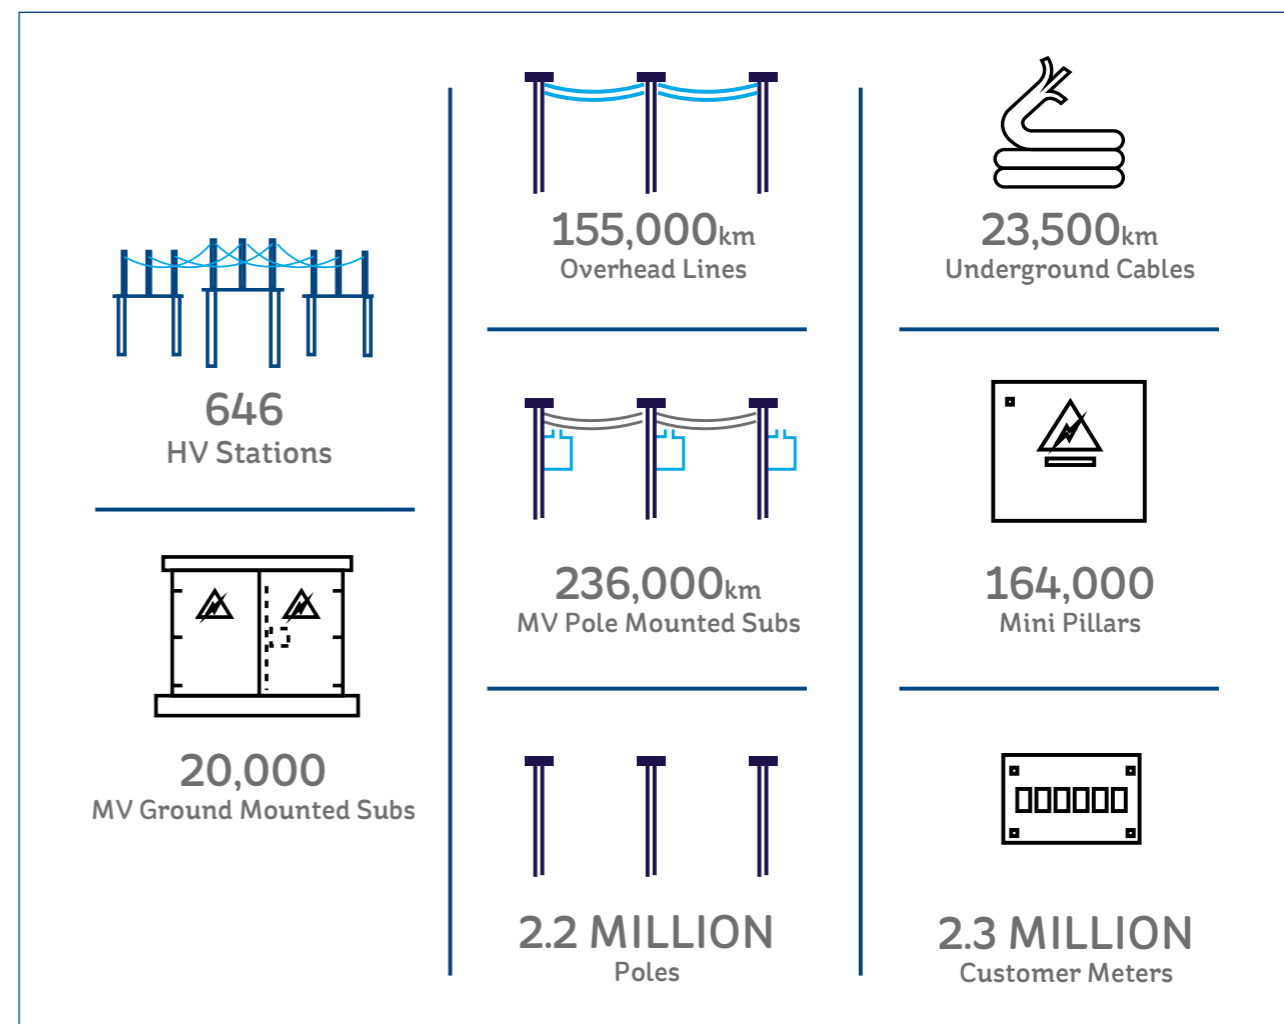 646
HV Stations
20,000
MV Ground Mounted Subs
155,000km
Overhead Lines
236,000km
MV Pole Mounted Subs
2.2 MILLION
Poles
23,500km
Underground Cables
164,000
Mini Pillars
2.3 MILLION
Customer Meters